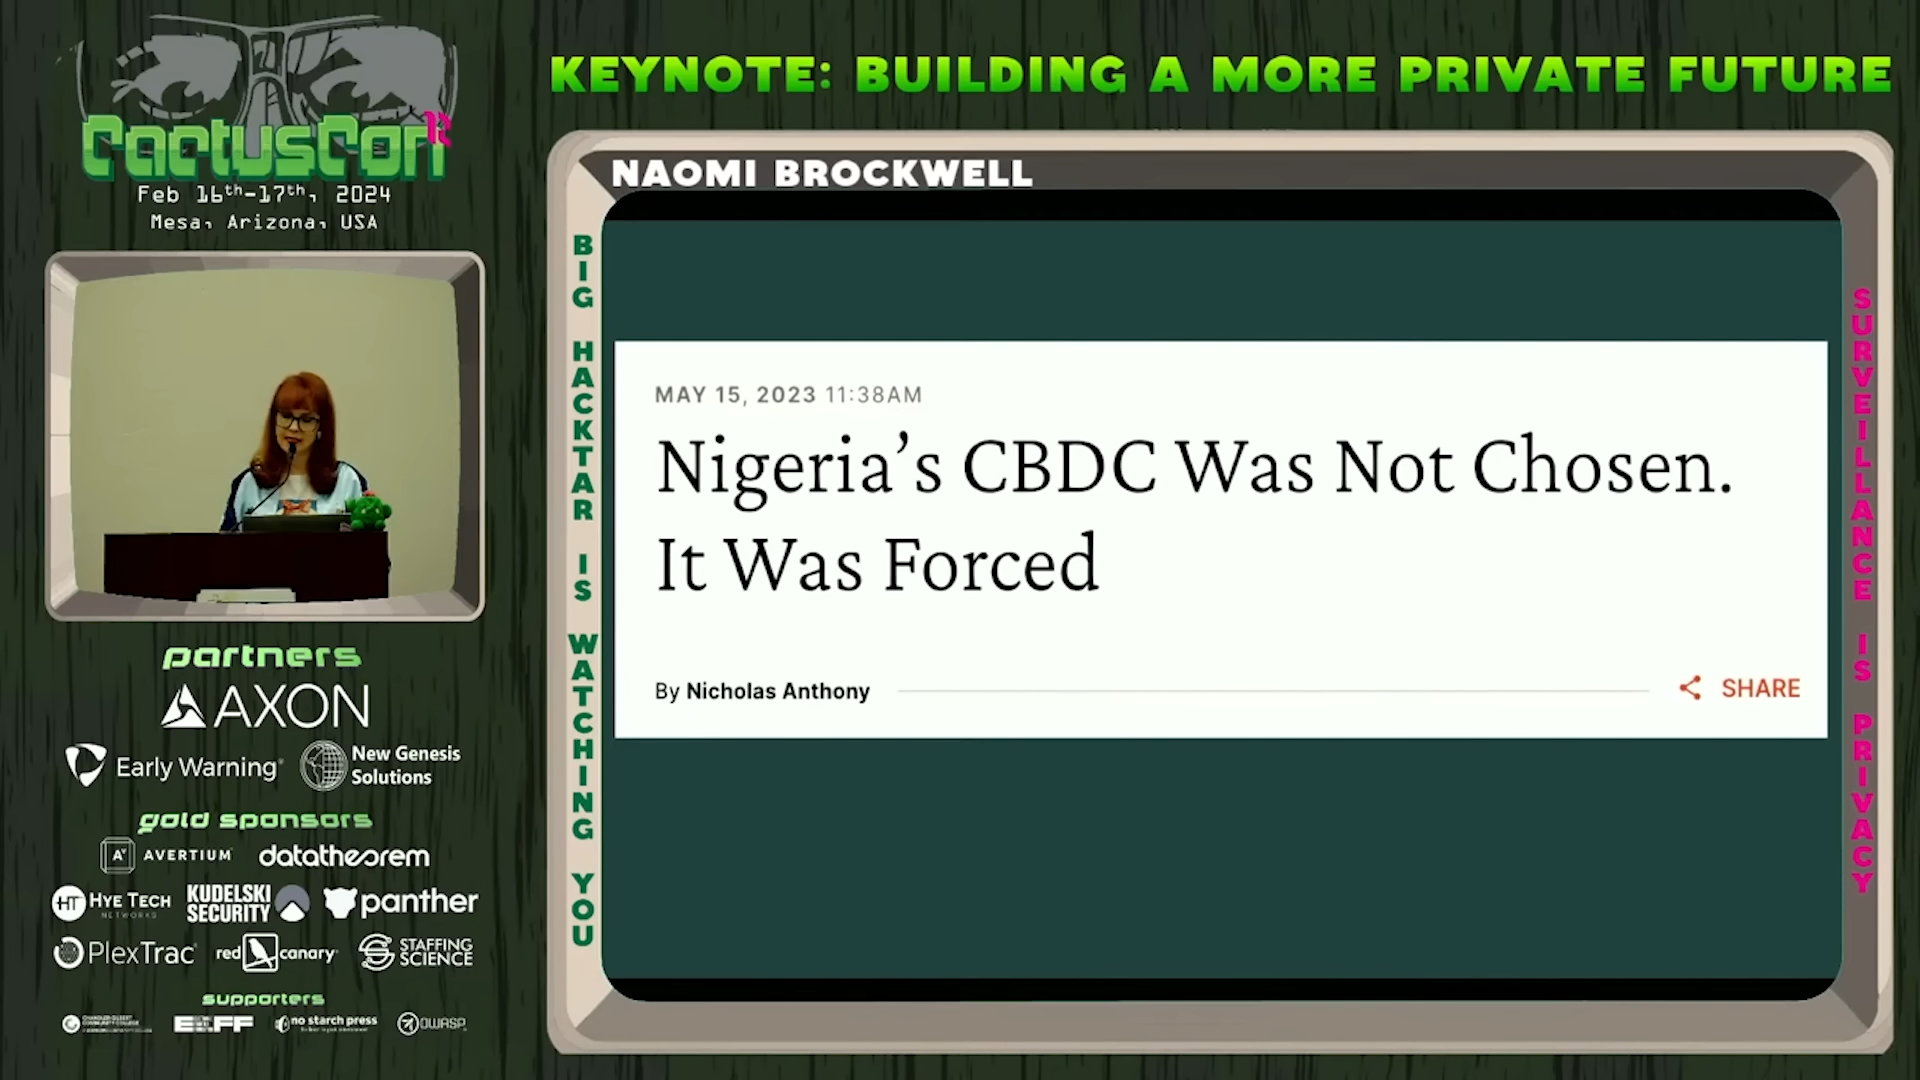 CactusCon
Feb 16th-17th, 2024
Mesa, Arizona, USA
KEYNOTE: BUILDING A MORE PRIVATE FUTURE
NAOMI BROCKWELL
BIG HACKTAR IS WATCHING YOU
MAY 15, 2023 11:38AM
Nigeria’s CBDC Was Not Chosen.
It Was Forced
By Nicholas Anthony
SHARE
SURVEILLANCE IS PRIVACY
partners
AXON
Early Warning
New Genesis
Solutions
gold sponsors
AVERTIUM
datatheorem
HT HYE TECH
NETWORKS
KUDELSKI
SECURITY
panther
PlexTrac
red canary
STAFFING
SCIENCE
supporters
EFF
no starch press
OWASP